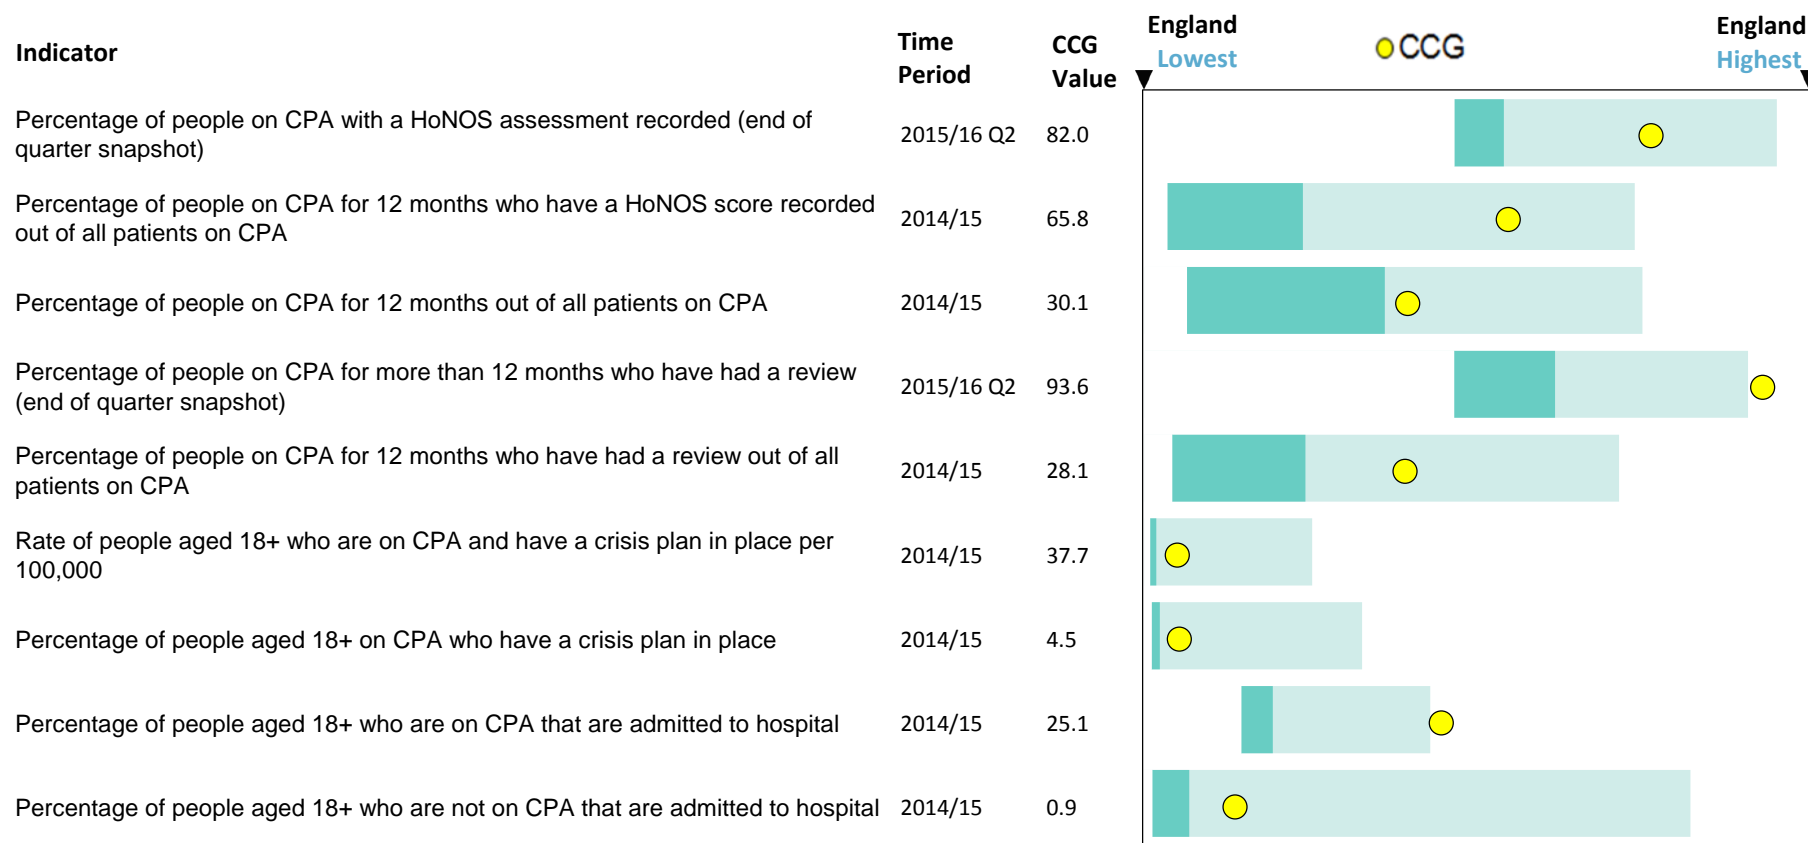 Indicator
Time
Period
CCG
Value
England
Lowest
CCG
England
Highest
Percentage of people on CPA with a HoNOS assessment recorded (end of
quarter snapshot)
2015/16 Q2
82.0
Percentage of people on CPA for 12 months who have a HoNOS score recorded
out of all patients on CPA
2014/15
65.8
Percentage of people on CPA for 12 months out of all patients on CPA
2014/15
30.1
Percentage of people on CPA for more than 12 months who have had a review
(end of quarter snapshot)
2015/16 Q2
93.6
Percentage of people on CPA for 12 months who have had a review out of all
patients on CPA
2014/15
28.1
Rate of people aged 18+ who are on CPA and have a crisis plan in place per
100,000
2014/15
37.7
Percentage of people aged 18+ on CPA who have a crisis plan in place
2014/15
4.5
Percentage of people aged 18+ who are on CPA that are admitted to hospital
2014/15
25.1
Percentage of people aged 18+ who are not on CPA that are admitted to hospital
2014/15
0.9